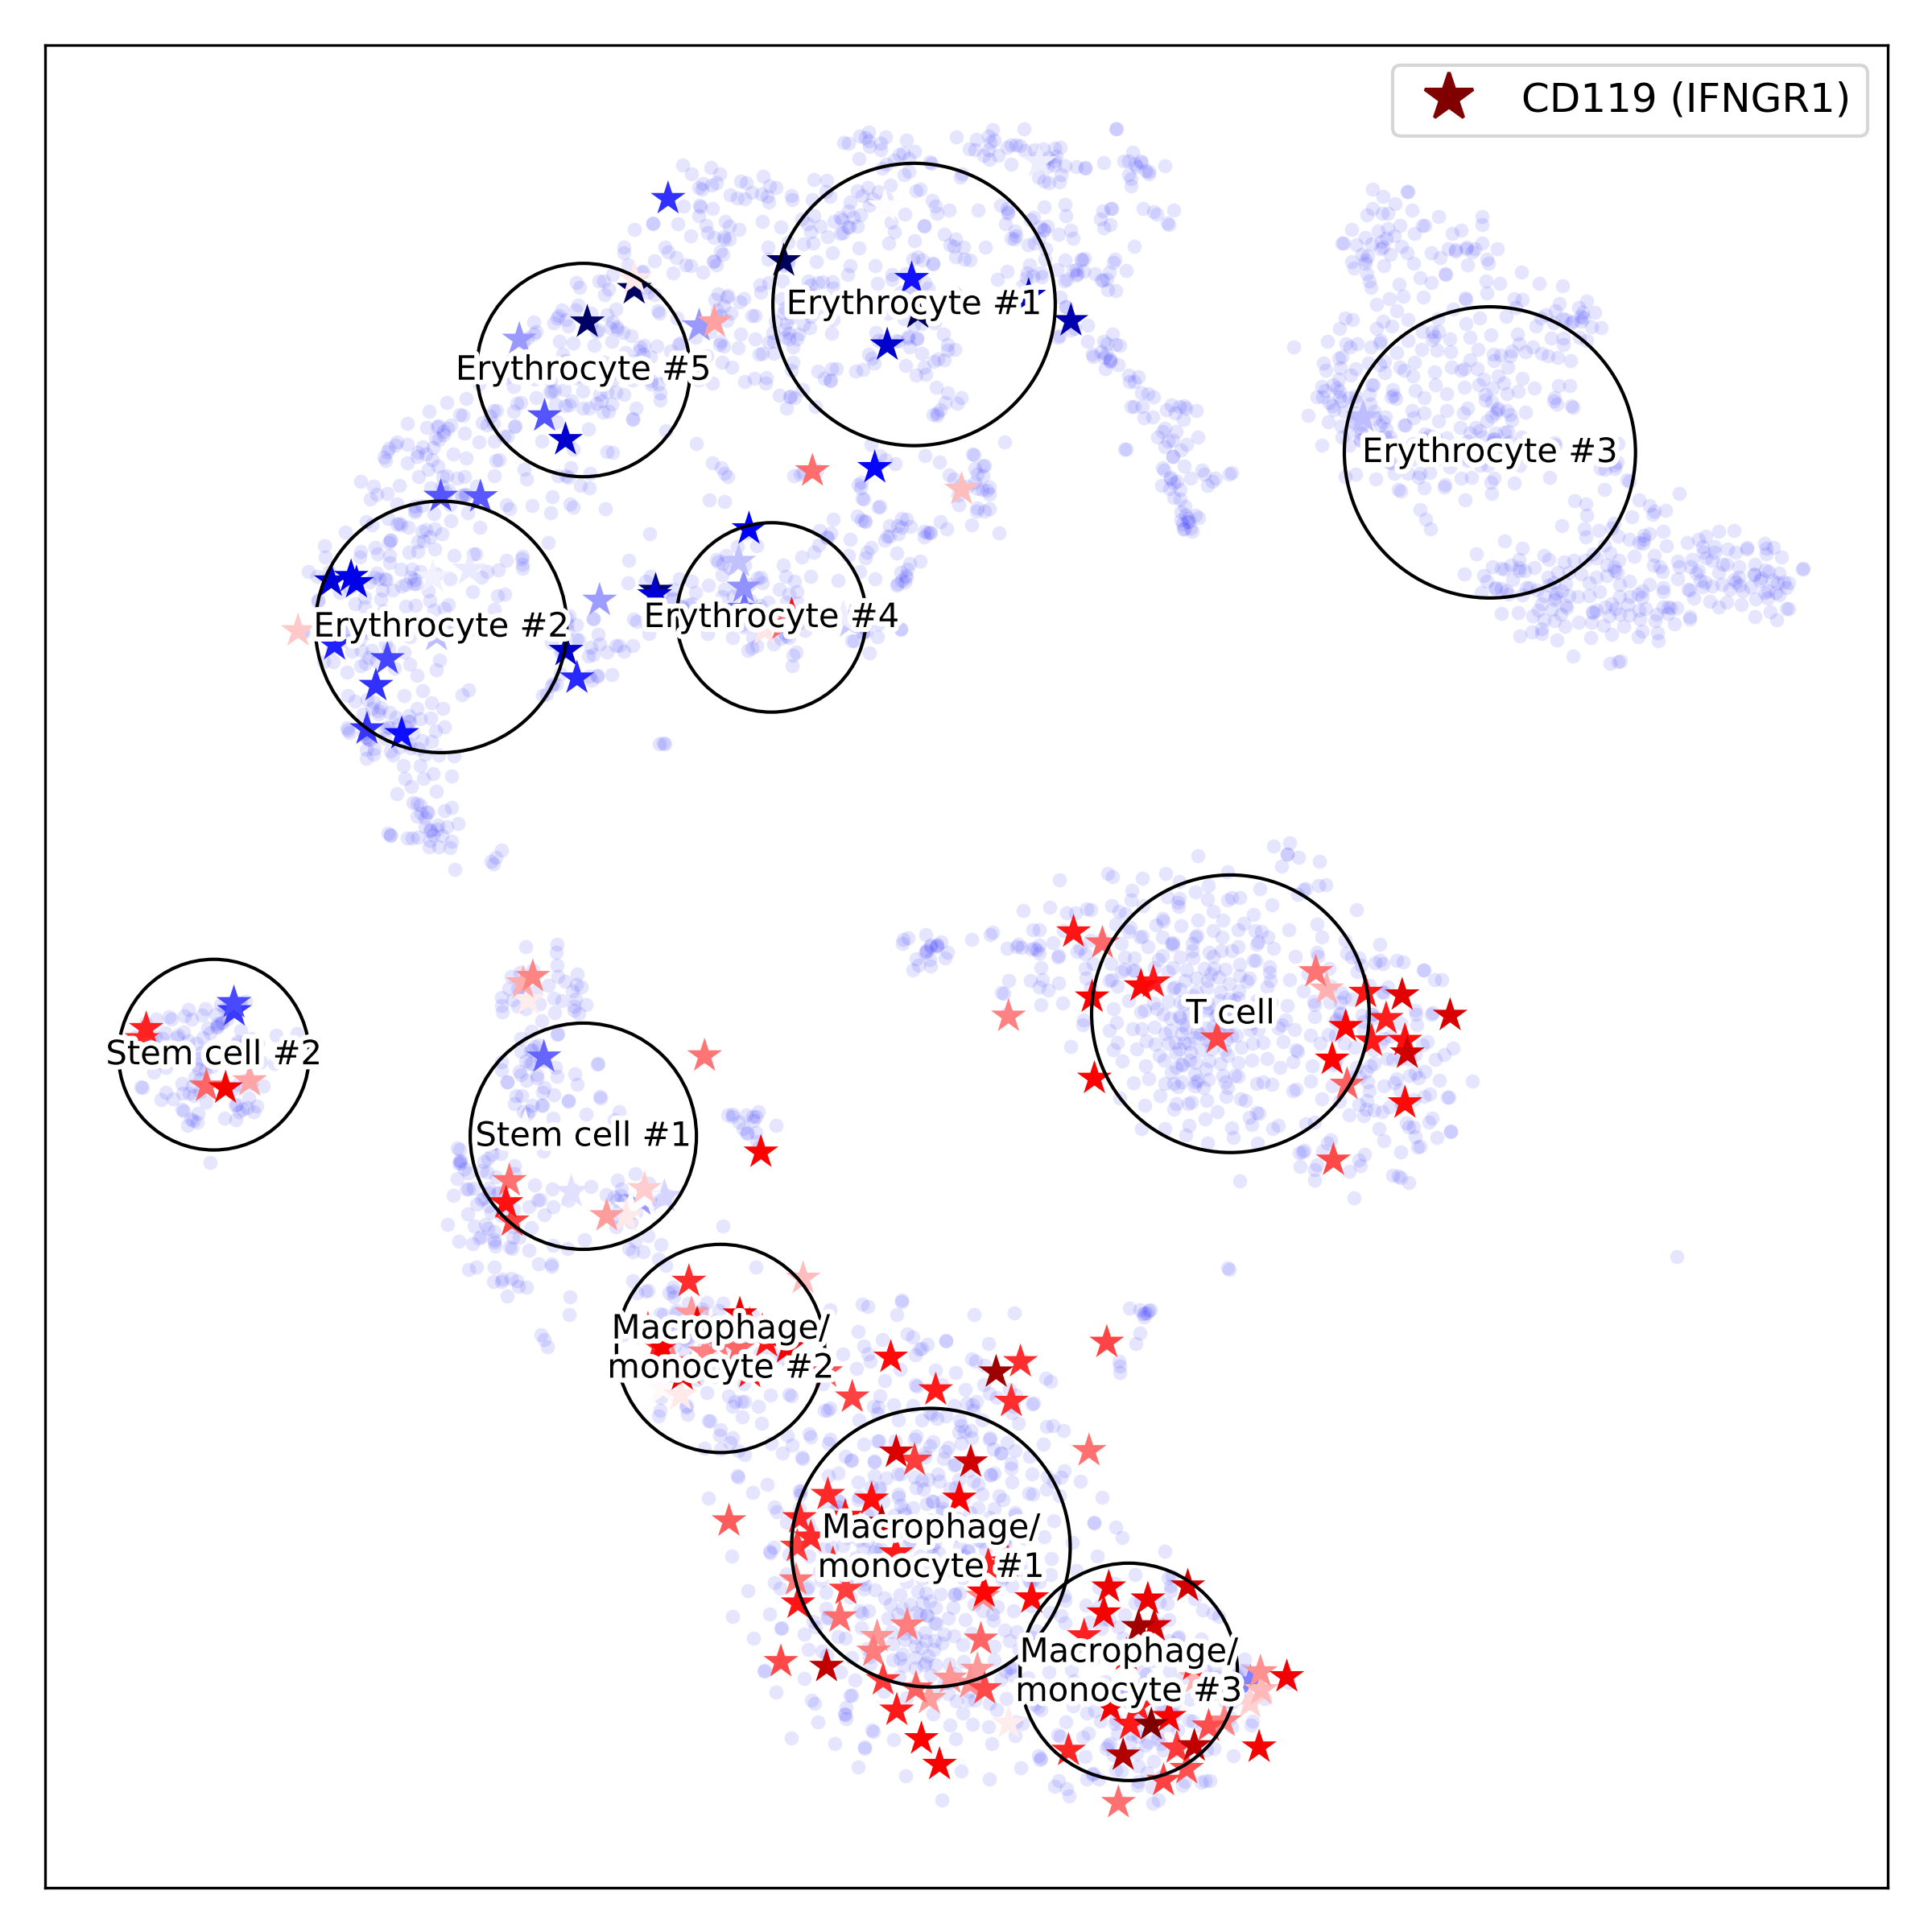 CD119 (IFNGR1)
Erythrocyte #1
Erythrocyte #5
Erythrocyte #3
Erythrocyte #4
Erythrocyte #2
T cell
Stem cell #2
Stem cell #1
Macrophage/
monocyte #2
Macrophage/
monocyte #1
Macrophage/
monocyte #3